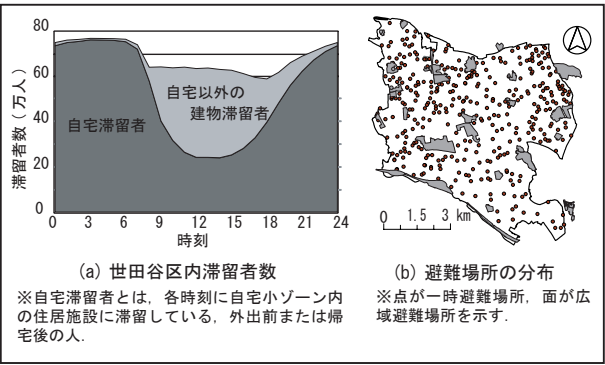 80
60
40
20
0
滞留者数（万人）
自宅以外の
建物滞留者
自宅滞留者
0 3 6 9 12 15 18 21 24
時刻
0 1.5 3 km
(a) 世田谷区内滞留者数
※自宅滞留者とは，各時刻に自宅小ゾーン内
の住居施設に滞留している，外出前または帰
宅後の人．
(b) 避難場所の分布
※点が一時避難場所，面が広
域避難場所を示す．